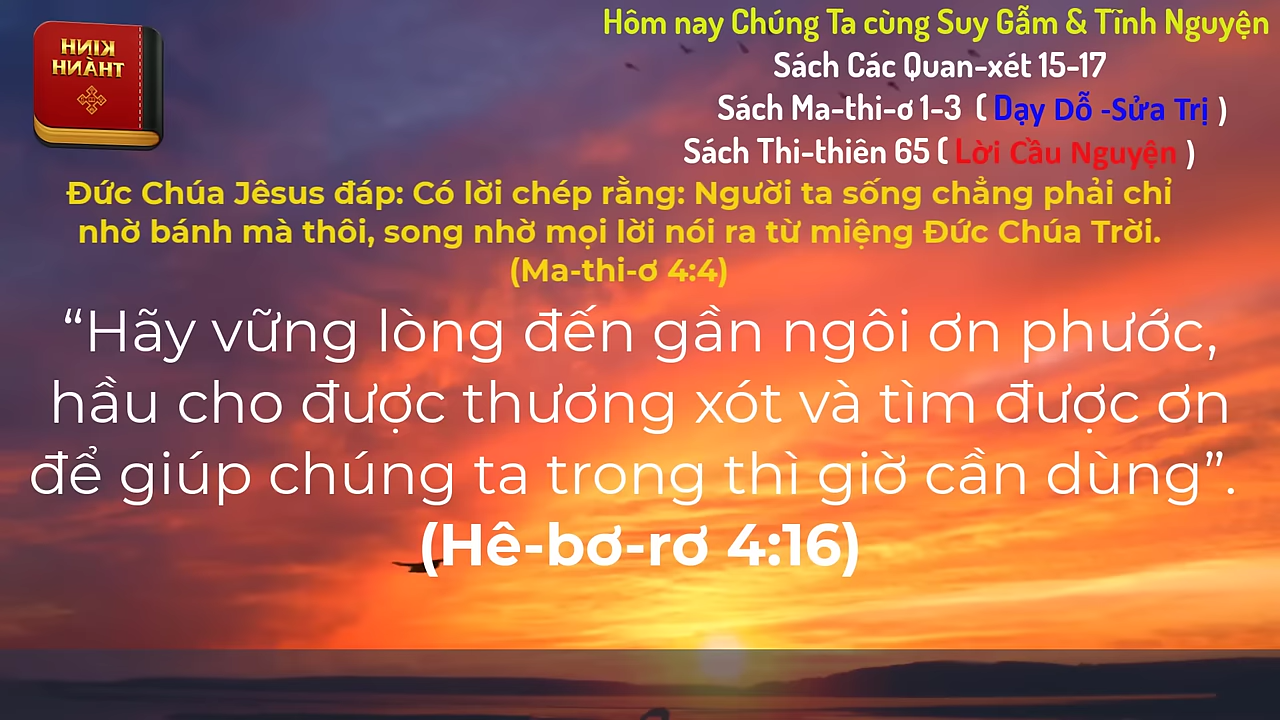 KINH
THÀNH
Hôm nay Chúng Ta cùng Suy Gẫm & Tĩnh Nguyện
Sách Các Quan-xét 15-17
Sách Ma-thi-ơ 1-3 ( Dạy Dỗ -Sửa Trị )
Sách Thi-thiên 65 ( Lời Cầu Nguyện )
Đức Chúa Jêsus đáp: Có lời chép rằng: Người ta sống chẳng phải chỉ
nhờ bánh mà thôi, song nhờ mọi lời nói ra từ miệng Đức Chúa Trời.
(Ma-thi-ơ 4:4)
“Hãy vững lòng đến gần ngôi ơn phước,
hầu cho được thương xót và tìm được ơn
để giúp chúng ta trong thì giờ cần dùng”.
(Hê-bơ-rơ 4:16)